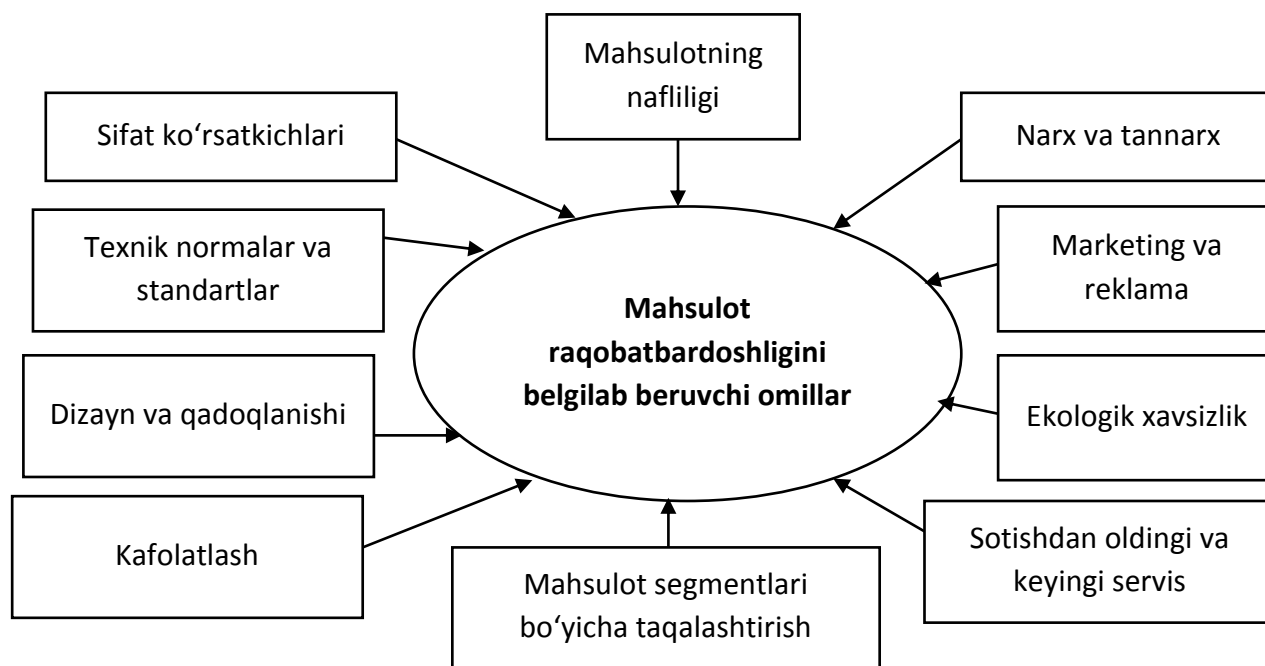 Mahsulotning
nafliligi
Sifat ko‘rsatkichlari
Narx va tannarx
Texnik normalar va
standartlar
Marketing va
reklama
Mahsulot
raqobatbardoshligini
belgilab beruvchi omillar
Dizayn va qadoqlanishi
Ekologik xavsizlik
Kafolatlash
Sotishdan oldingi va
keyingi servis
Mahsulot segmentlari
bo‘yicha taqalashtirish